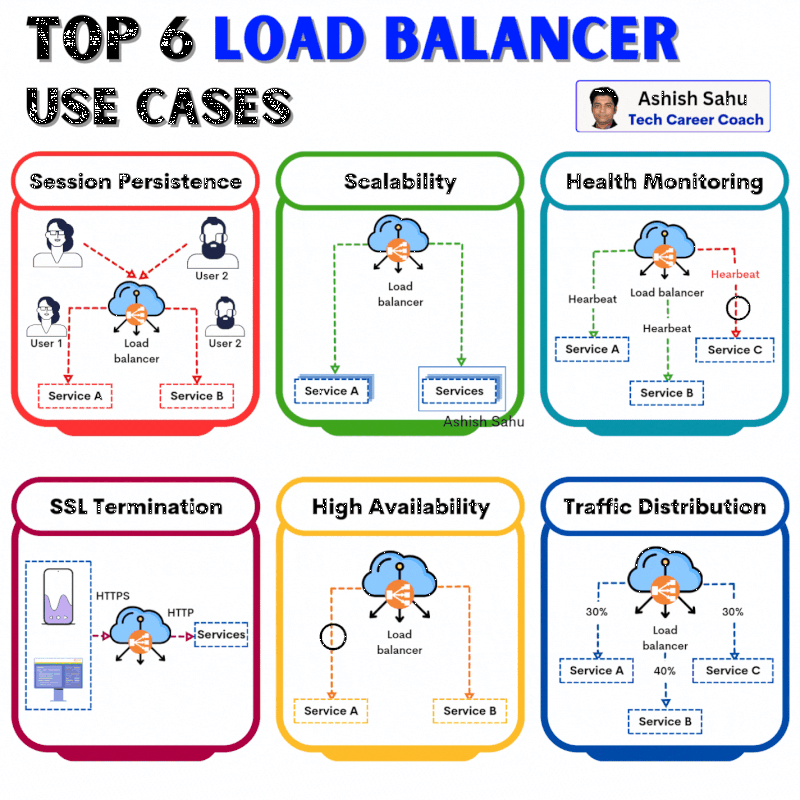 TOP 6 LOAD BALANCER
USE CASES
Ashish Sahu
Tech Career Coach
Session Persistence
User 2
User 1
User 2
Load
balancer
Service A
Service B
Scalability
Load
balancer
Service A
Services
Ashish Sahu
Health Monitoring
Hearbeat
Hearbeat
Load balancer
Hearbeat
Service A
Service C
Service B
SSL Termination
HTTPS
HTTP
Services
High Availability
Load
balancer
Service A
Service B
Traffic Distribution
30%
30%
Load
balancer
Service A
40%
Service C
Service B